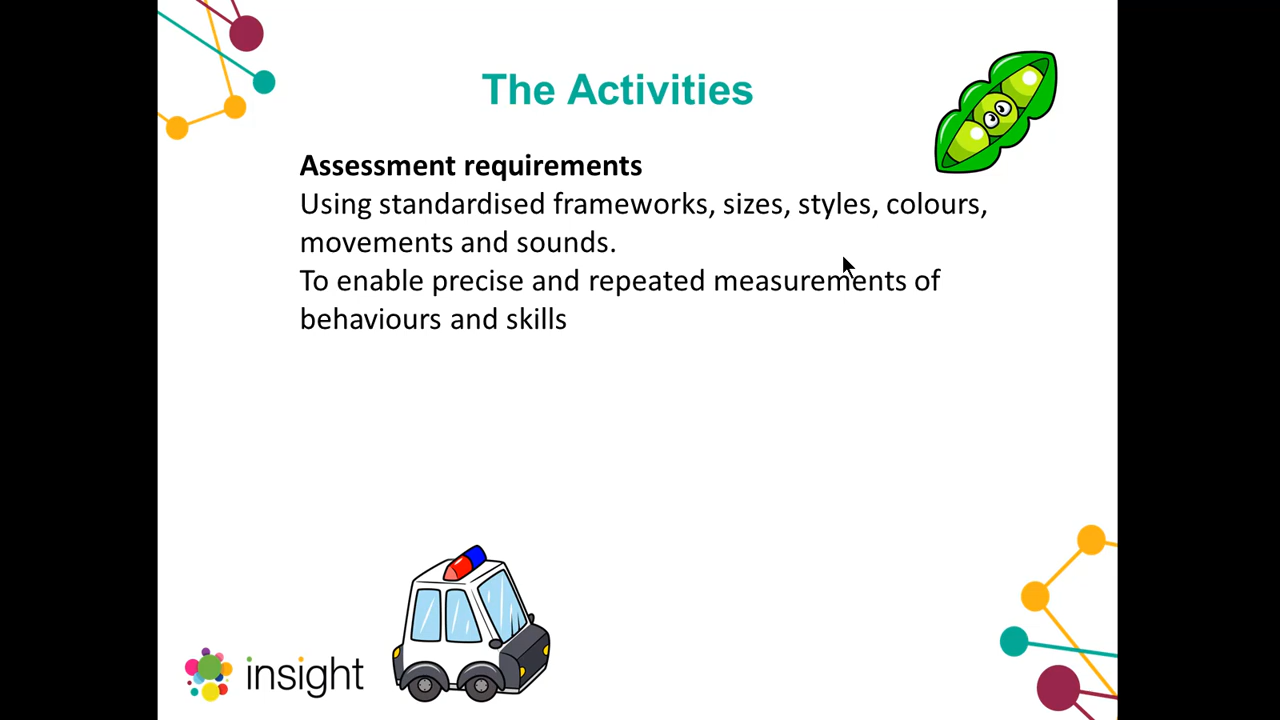 The Activities
Assessment requirements
Using standardised frameworks, sizes, styles, colours,
movements and sounds.
To enable precise and repeated measurements of
behaviours and skills
insight